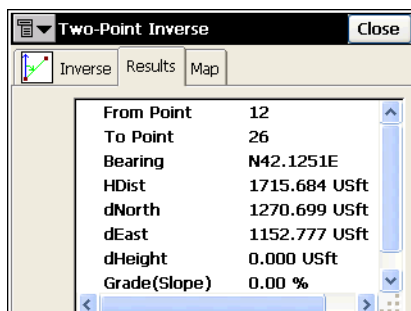 Two-Point Inverse Close
Inverse Results Map
From Point 12
To Point 26
Bearing N42.1251E
HDist 1715.684 USft
dNorth 1270.699 USft
dEast 1152.777 USft
dHeight 0.000 USft
Grade(Slope) 0.00 %